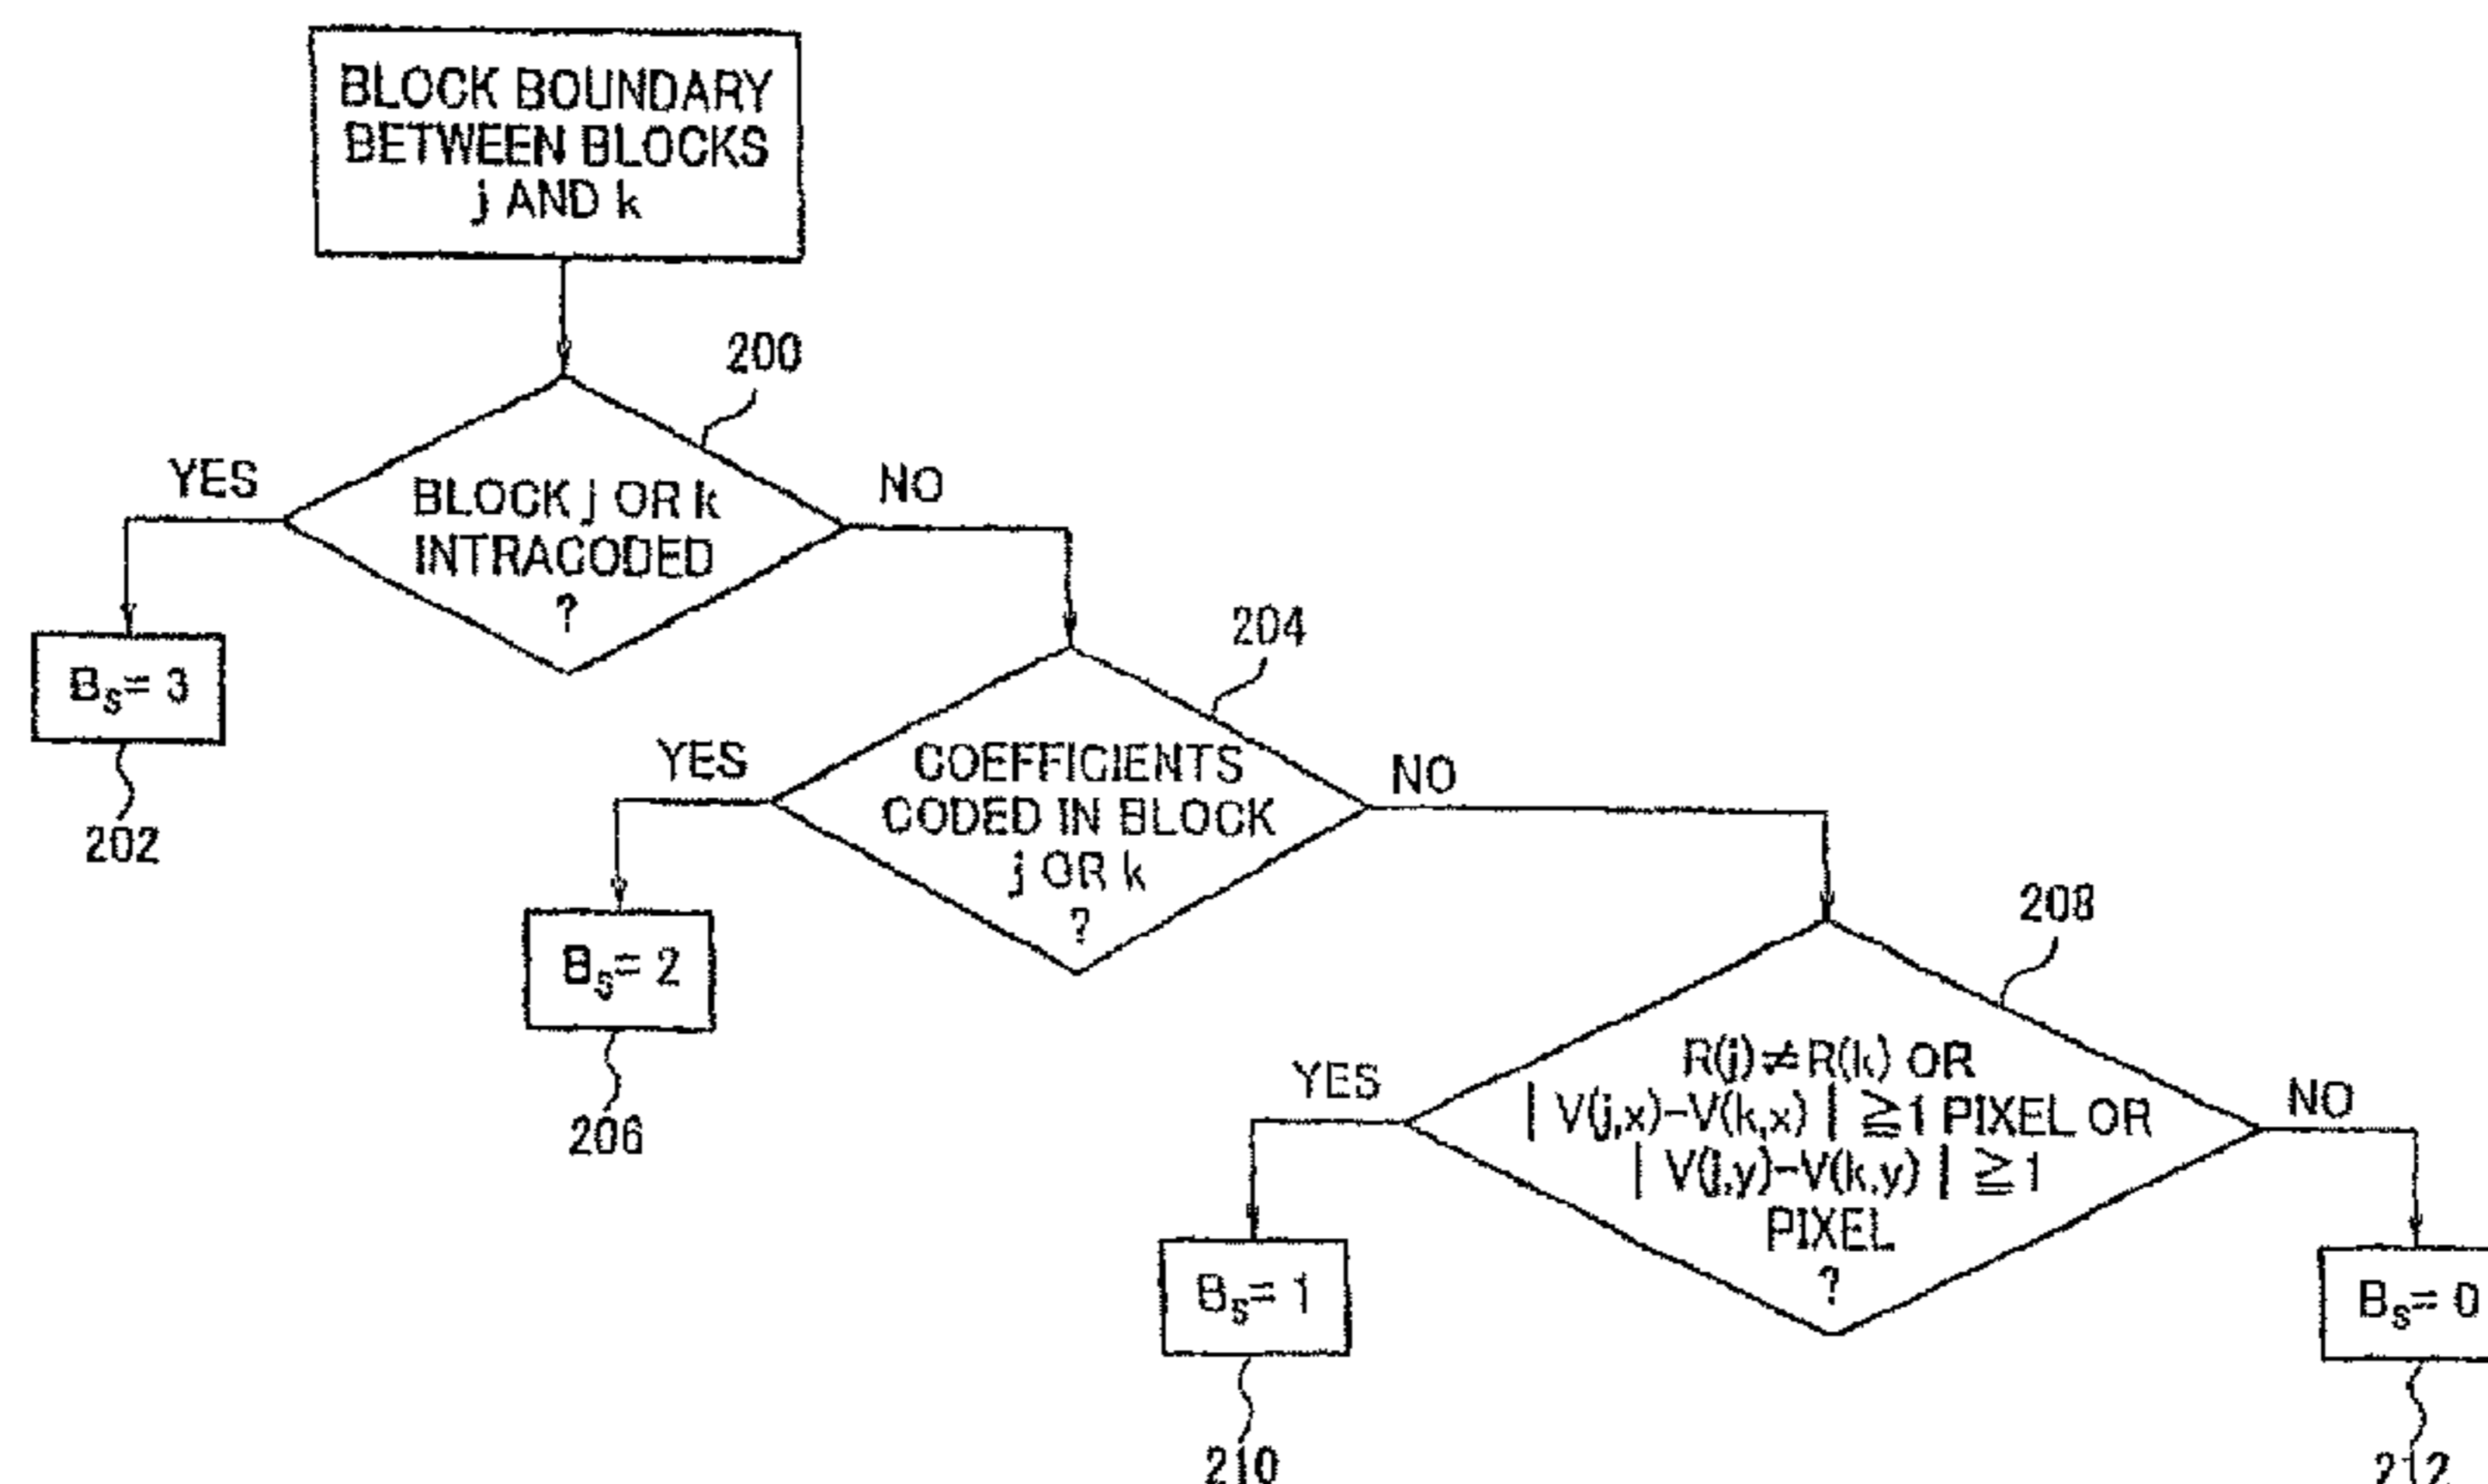 BLOCK BOUNDARY
BETWEEN BLOCKS
j AND k
200
YES
NO
BLOCK j OR k
INTRACODED
?
B_S= 3
202
204
YES
NO
COEFFICIENTS
CODED IN BLOCK
j OR k
?
B_S= 2
206
208
YES
NO
R(j)≠R(k) OR
| V(j,x)-V(k,x) | ≧1 PIXEL OR
| V(j,y)-V(k,y) | ≧1
PIXEL
?
B_S= 1
210
B_S= 0
212